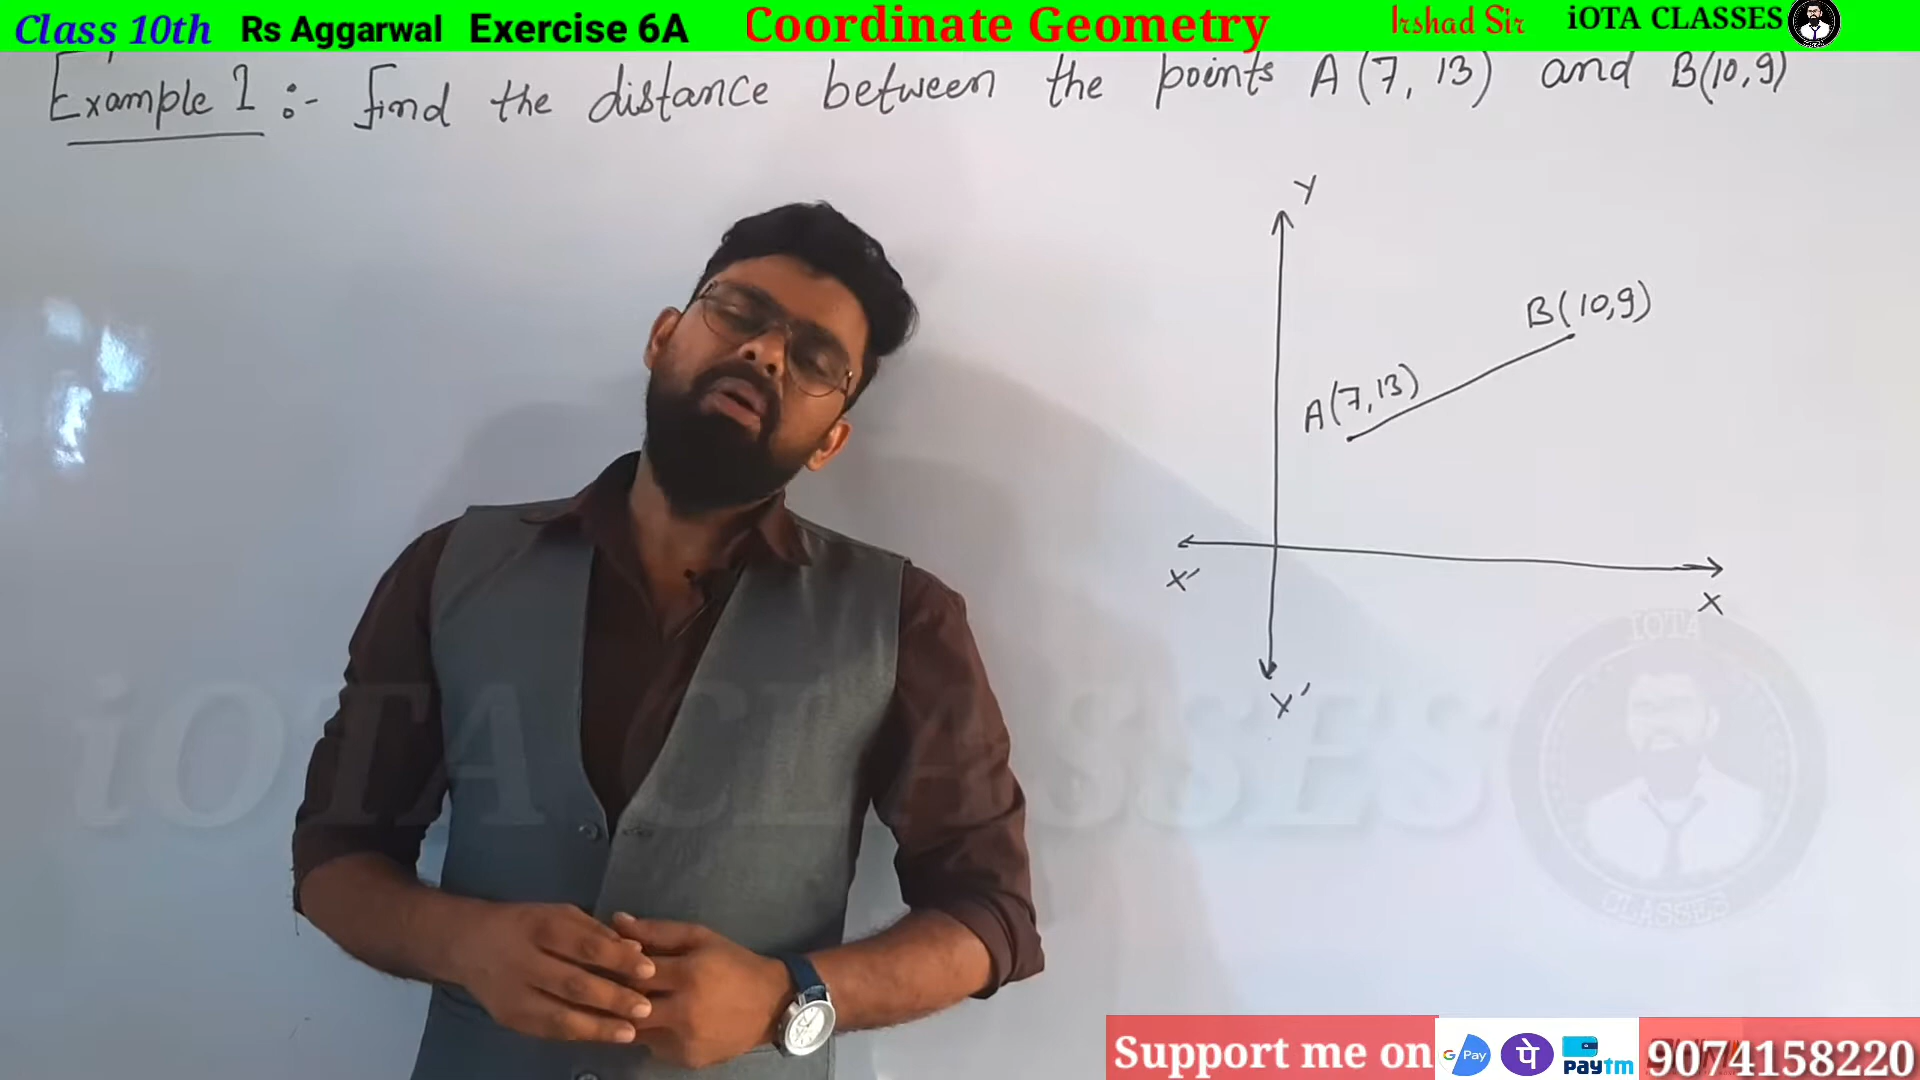 Class 10th Rs Aggarwal Exercise 6A Coordinate Geometry Irshad Sir iOTA CLASSES
Example 1 :- find the distance between the points A(7, 13) and B(10,9)
Y
B(10,9)
A(7,13)
X'
X
X'
IOTA
iOTA CLASSES
CLASSES
Support me on G Pay पे paytm 9074158220